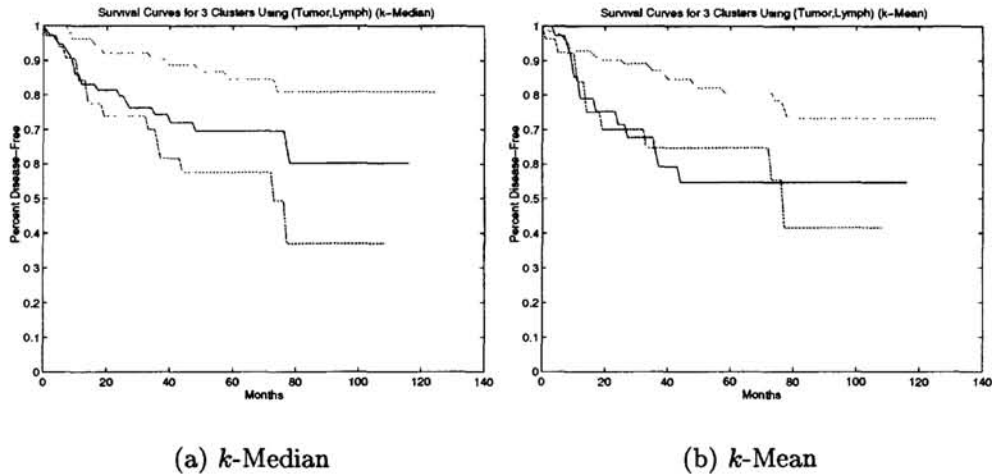 Survival Curves for 3 Clusters Using (Tumor,Lymph) (k-Median)
Percent Disease-Free
1
0.9
0.8
0.7
0.6
0.5
0.4
0.3
0.2
0.1
0
0 20 40 60 80 100 120 140
Months
(a) k-Median
Survival Curves for 3 Clusters Using (Tumor,Lymph) (k-Mean)
Percent Disease-Free
1
0.9
0.8
0.7
0.6
0.5
0.4
0.3
0.2
0.1
0
0 20 40 60 80 100 120 140
Months
(b) k-Mean